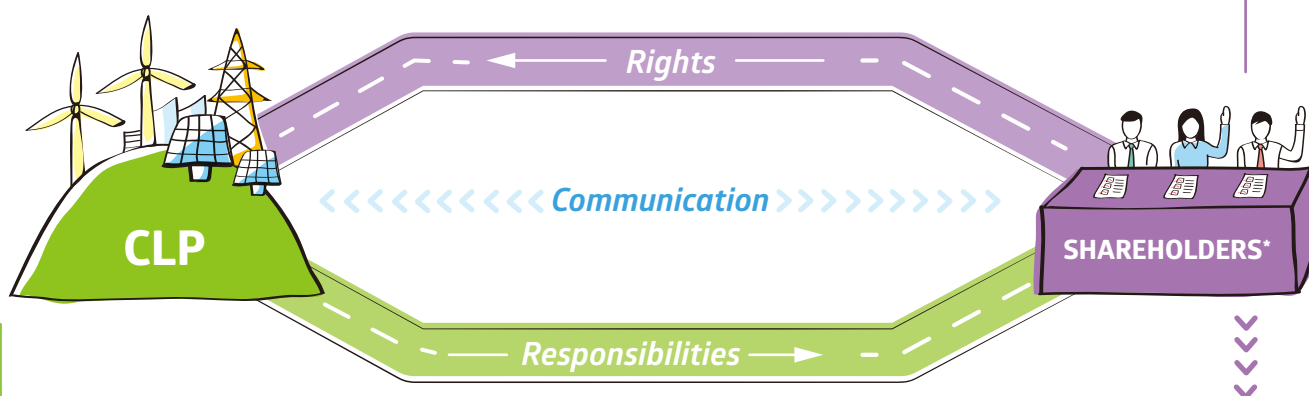 Rights
Communication
CLP
SHAREHOLDERS*
Responsibilities